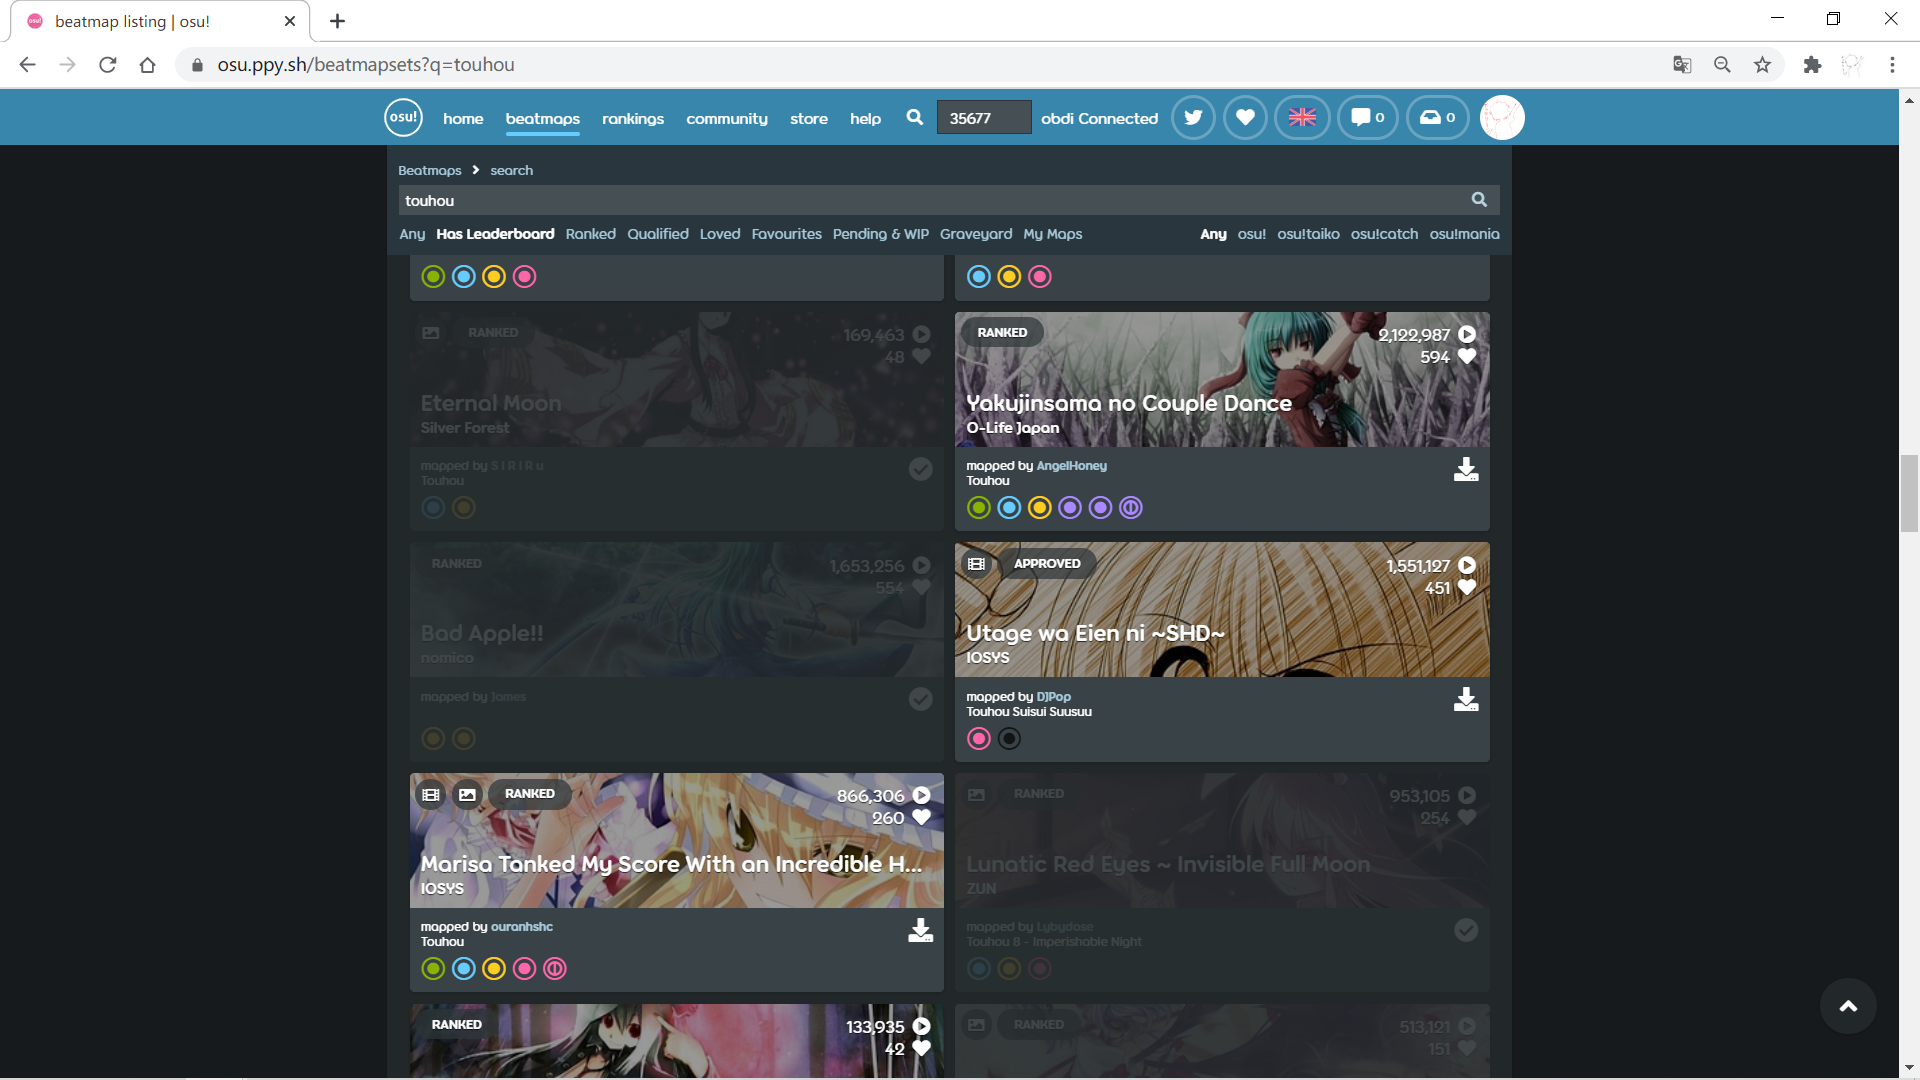 beatmap listing | osu!
osu.ppy.sh/beatmapsets?q=touhou
osu! home beatmaps rankings community store help 35677 obdi Connected 0 0
Beatmaps > search
touhou
Any Has Leaderboard Ranked Qualified Loved Favourites Pending & WIP Graveyard My Maps Any osu! osu!taiko osu!catch osu!mania
RANKED 169,463
48
Eternal Moon
Silver Forest
mapped by S I R I R u
Touhou
RANKED 2,122,987
594
Yakujinsama no Couple Dance
O-Life Japan
mapped by AngelHoney
Touhou
RANKED 1,653,256
554
Bad Apple!!
nomico
mapped by James
APPROVED 1,551,127
451
Utage wa Eien ni ~SHD~
IOSYS
mapped by DJPop
Touhou Suisui Suusuu
RANKED 866,306
260
Marisa Tanked My Score With an Incredible H...
IOSYS
mapped by ouranhshc
Touhou
RANKED 953,105
254
Lunatic Red Eyes ~ Invisible Full Moon
ZUN
mapped by Lybydose
Touhou 8 - Imperishable Night
RANKED 133,935
42
RANKED 513,121
151